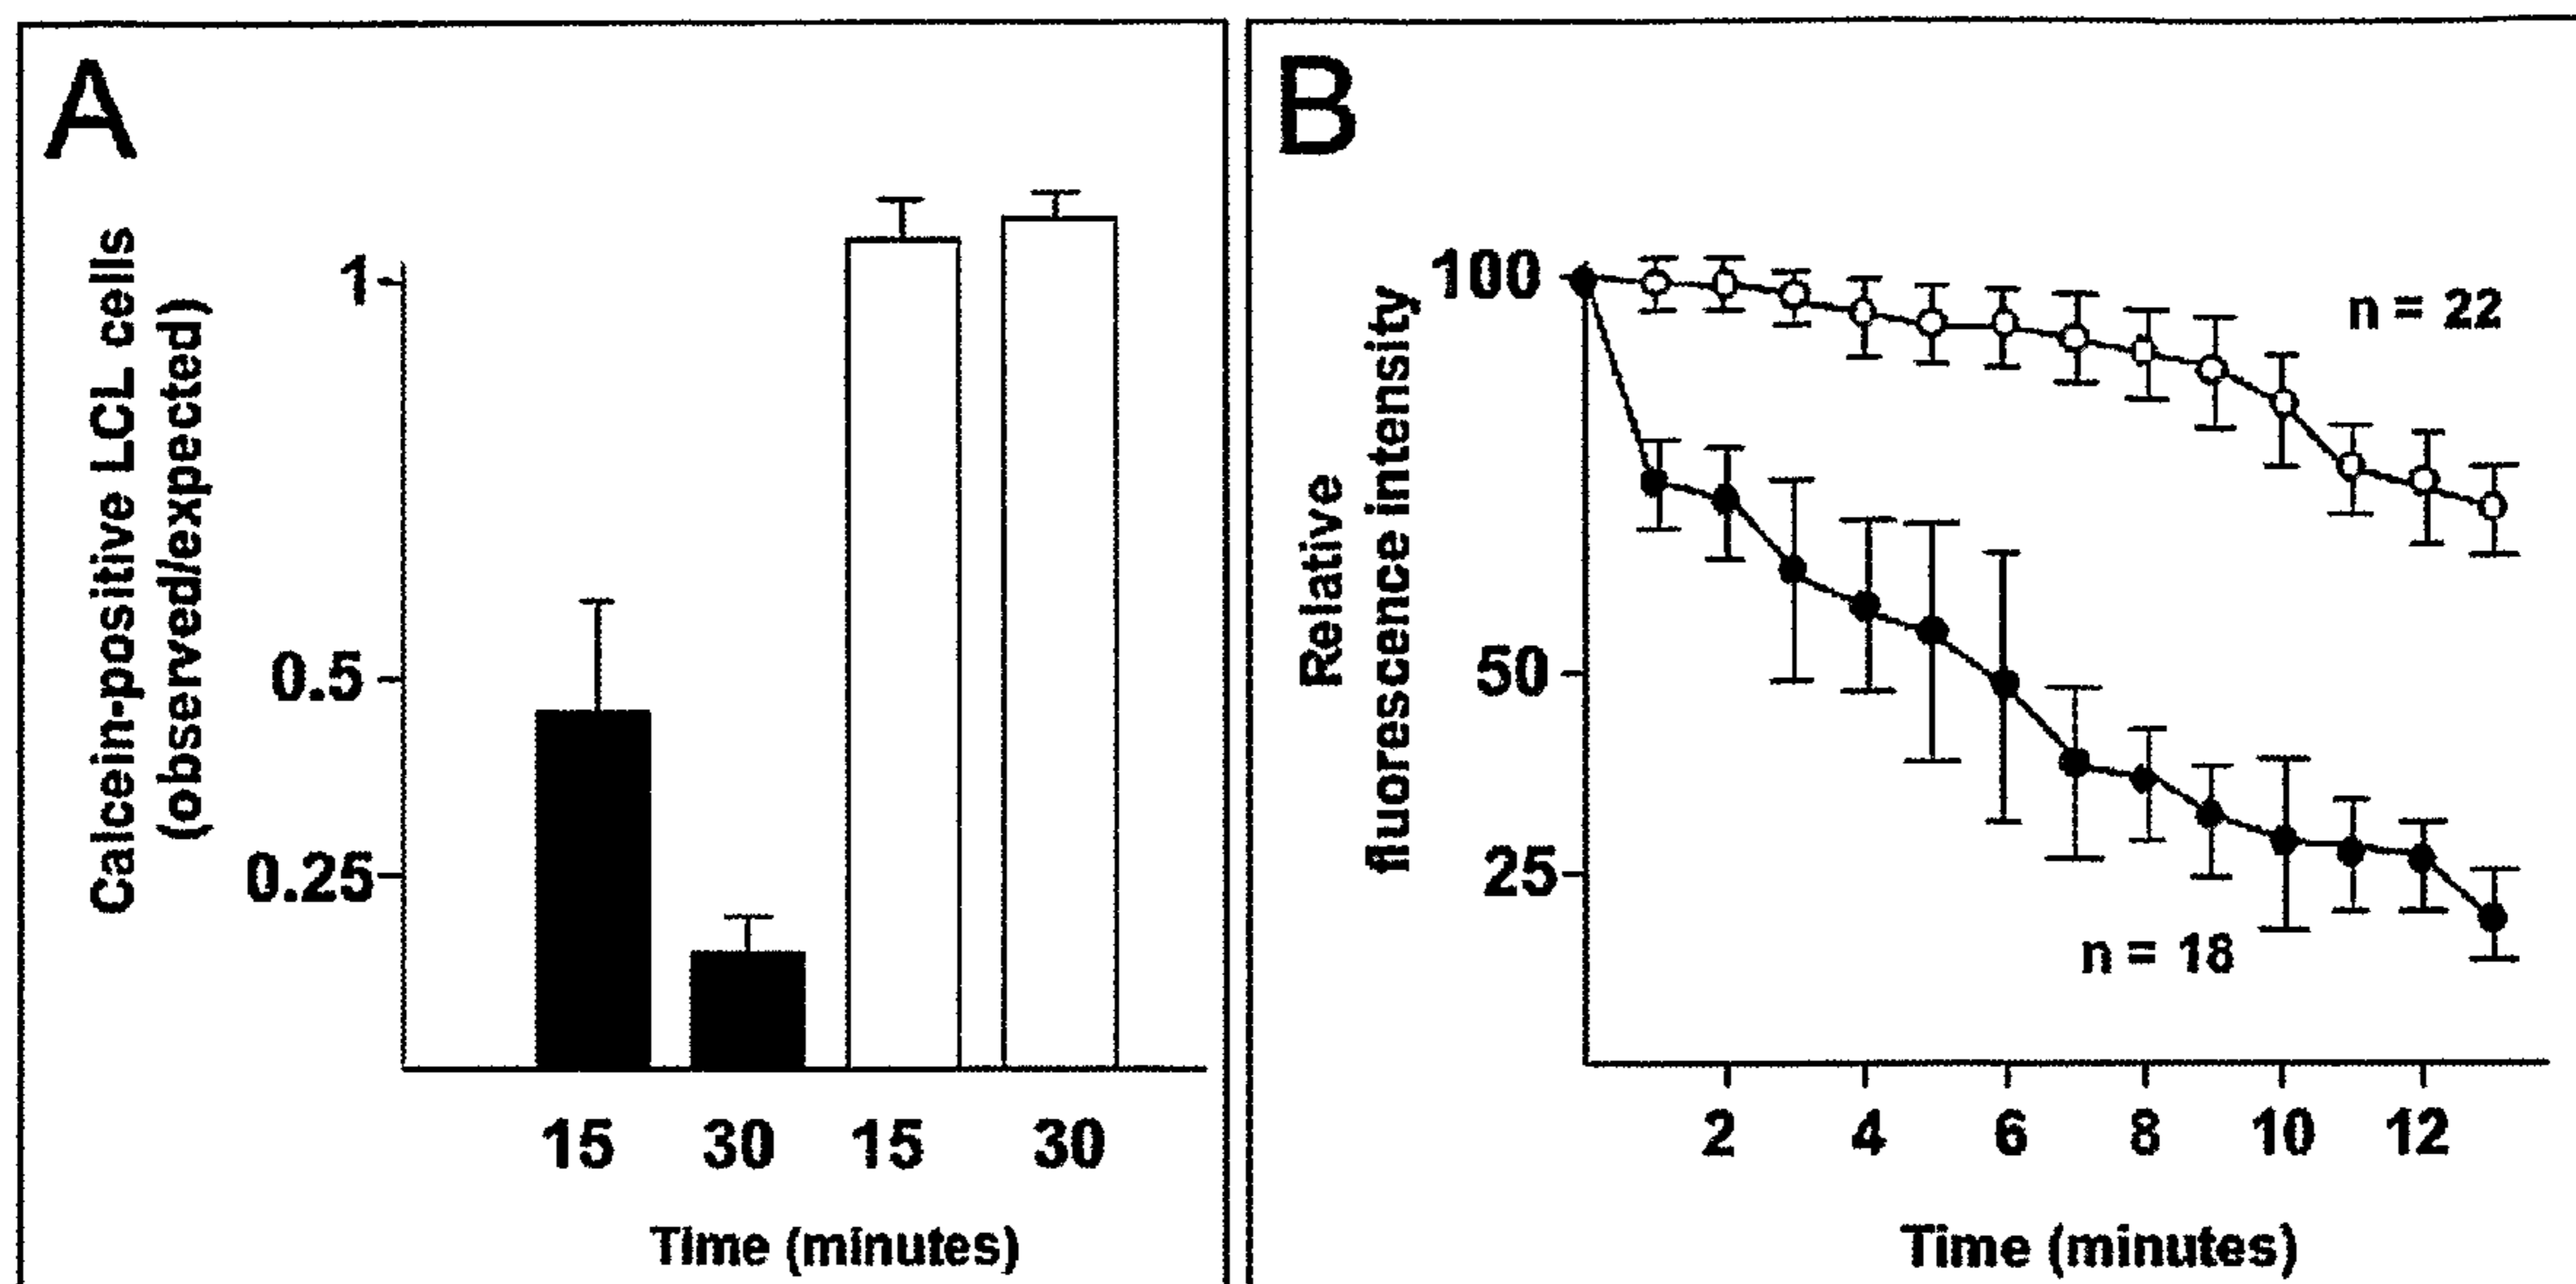 A
Calcein-positive LCL cells
(observed/expected)
1
0.5
0.25
15 30 15 30
Time (minutes)
B
Relative
fluorescence intensity
100
50
25
n = 22
n = 18
2 4 6 8 10 12
Time (minutes)